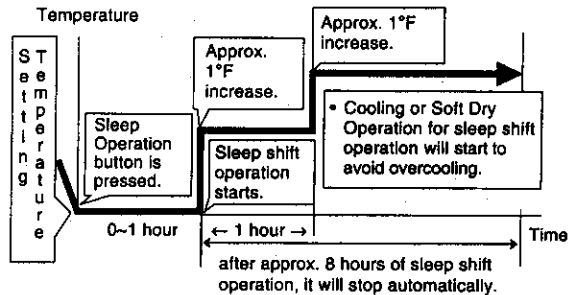 Temperature
Setting
Temperature
Approx.
1°F
increase.
Approx. 1°F
increase.
Sleep
Operation
button is
pressed.
Sleep shift
operation
starts.
• Cooling or Soft Dry
Operation for sleep shift
operation will start to
avoid overcooling.
0~1 hour
← 1 hour →
Time
after approx. 8 hours of sleep shift
operation, it will stop automatically.